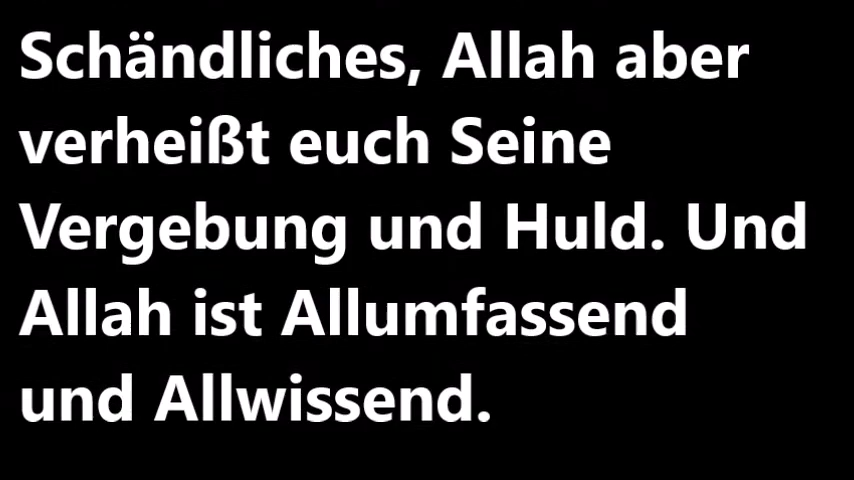 Schändliches, Allah aber
verheißt euch Seine
Vergebung und Huld. Und
Allah ist Allumfassend
und Allwissend.